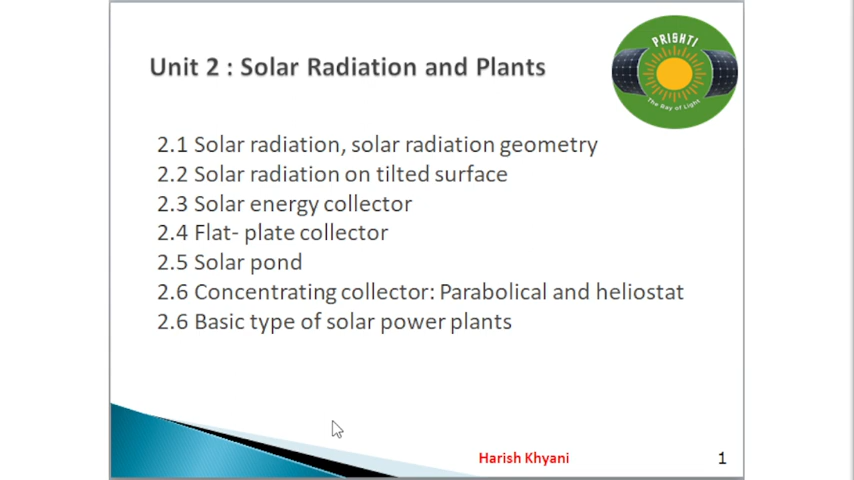 Unit 2 : Solar Radiation and Plants
PRISHTI
The Ray of Light
2.1 Solar radiation, solar radiation geometry
2.2 Solar radiation on tilted surface
2.3 Solar energy collector
2.4 Flat- plate collector
2.5 Solar pond
2.6 Concentrating collector: Parabolical and heliostat
2.6 Basic type of solar power plants
Harish Khyani
1